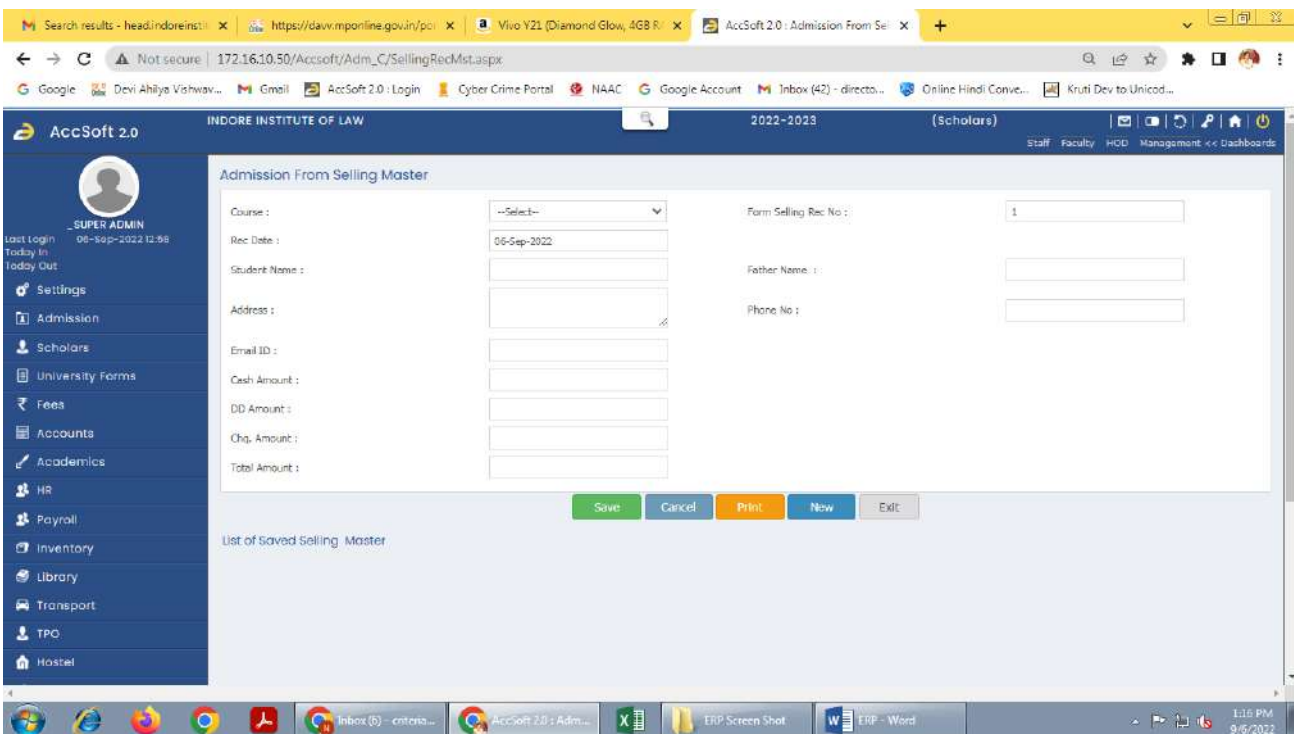 Search results - head.indoreinsti
https://davv.mponline.gov.in/por
Vivo Y21 (Diamond Glow, 4GB R
AccSoft 2.0 : Admission From Sel
Not secure | 172.16.10.50/Accsoft/Adm_C/SellingRecMst.aspx
Google Devi Ahilya Vishwav... Gmail AccSoft 2.0 : Login Cyber Crime Portal NAAC Google Account Inbox (42) - directo... Online Hindi Conve... Kruti Dev to Unicod...
AccSoft 2.0
INDORE INSTITUTE OF LAW 2022-2023 (Scholars)
Staff Faculty HOD Management << Dashboards
_SUPER ADMIN
Last Login 06-Sep-2022 12:58
Today In
Today Out
Settings
Admission
Scholars
University Forms
Fees
Accounts
Academics
HR
Payroll
Inventory
Library
Transport
TPO
Hostel
Admission From Selling Master
Course : --Select-- Form Selling Rec No : 1
Rec Date : 06-Sep-2022
Student Name : Father Name :
Address : Phone No :
Email ID :
Cash Amount :
DD Amount :
Chq. Amount :
Total Amount :
Save Cancel Print New Exit
List of Saved Selling Master
Inbox (6) - criteria... AccSoft 2.0 : Adm... ERP Screen Shot ERP - Word
1:16 PM
9/6/2022